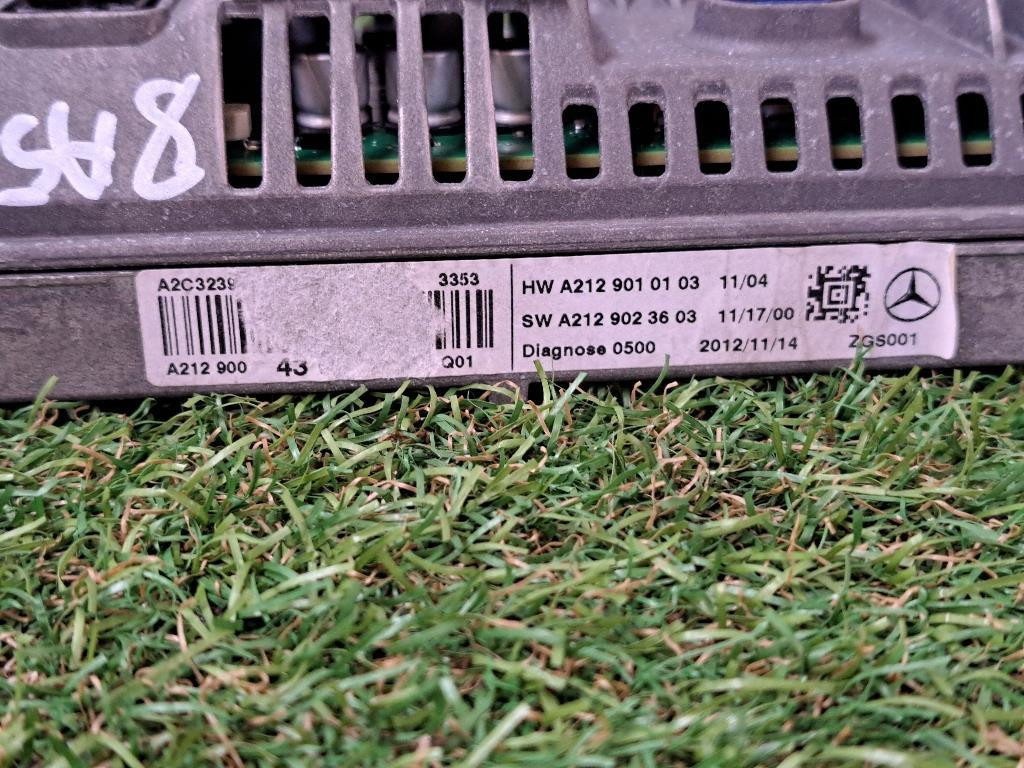 8 A5
A2C3239 3353
A212 900 43 Q01
HW A212 901 01 03 11/04
SW A212 902 36 03 11/17/00
Diagnose 0500 2012/11/14 ZGS001